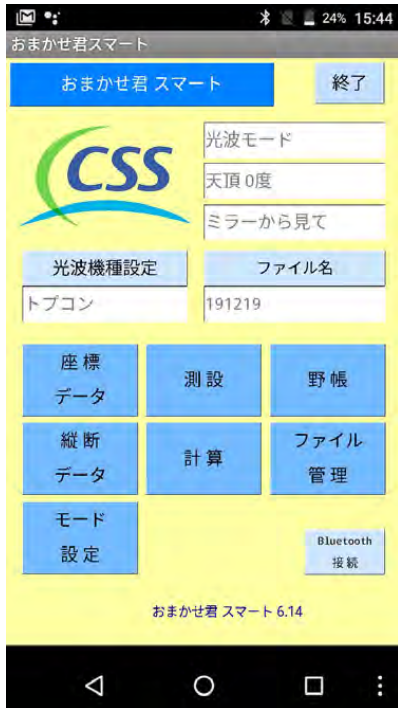 24% 15:44
おまかせ君スマート
おまかせ君 スマート
終了
CSS
光波モード
天頂 0度
ミラーから見て
光波機種設定
ファイル名
トプコン
191219
座標
データ
測設
野帳
縦断
データ
計算
ファイル
管理
モード
設定
Bluetooth
接続
おまかせ君 スマート 6.14